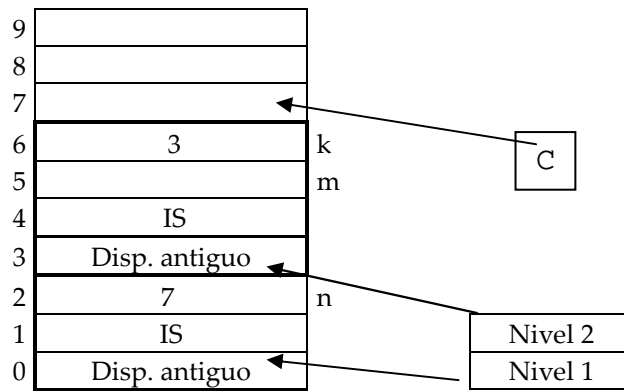 9
8
7
6 3 k
C
5 m
4 IS
3 Disp. antiguo
2 7 n
1 IS Nivel 2
0 Disp. antiguo Nivel 1